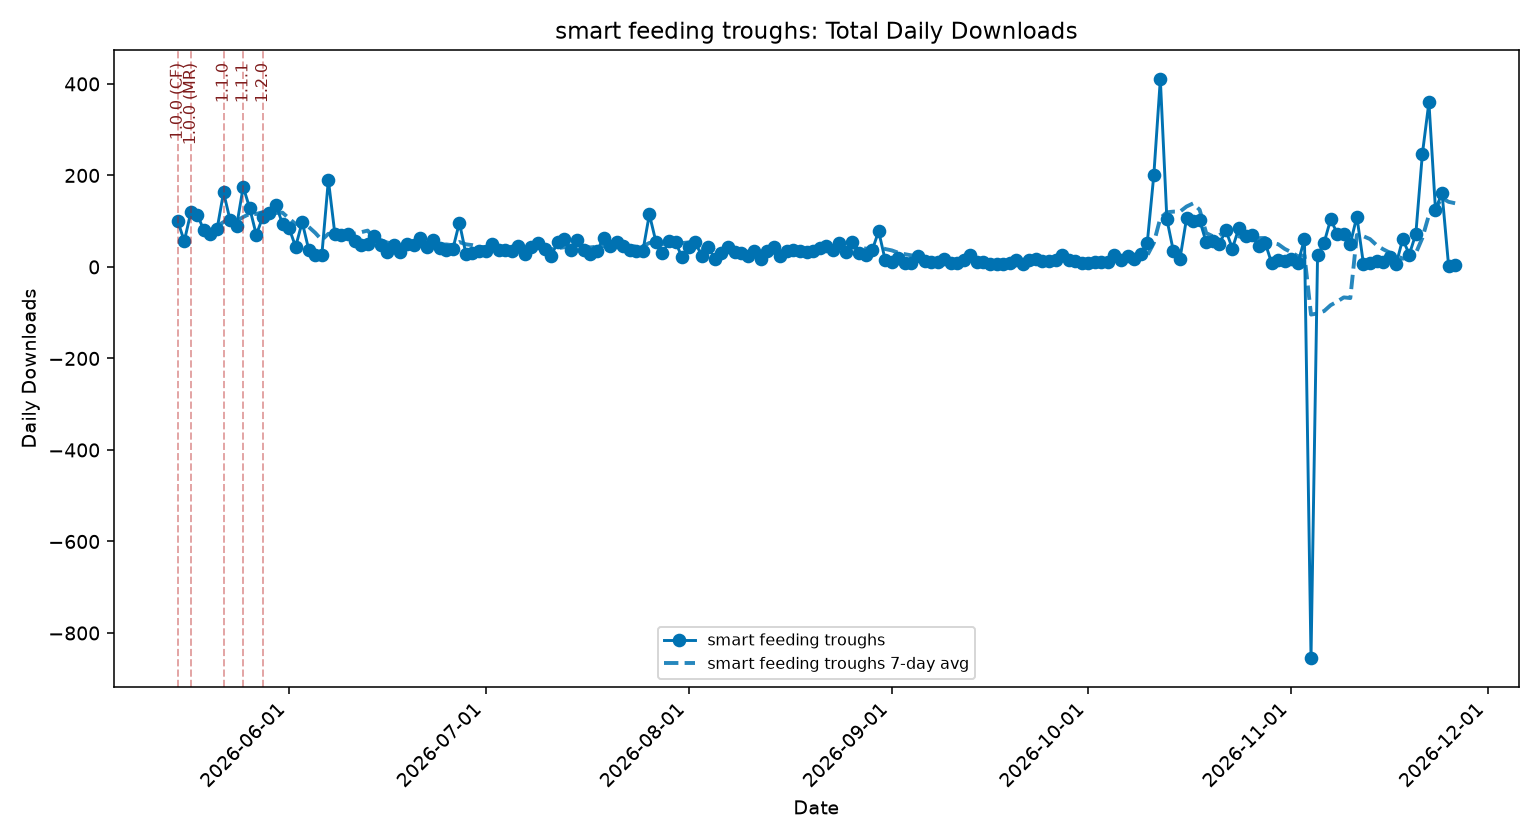 smart feeding troughs: Total Daily Downloads
1.0.0 (CF)
1.0.0 (MR)
1.1.0
1.1.1
1.2.0
400
200
0
−200
−400
−600
−800
Daily Downloads
smart feeding troughs
smart feeding troughs 7-day avg
2026-06-01
2026-07-01
2026-08-01
2026-09-01
2026-10-01
2026-11-01
2026-12-01
Date